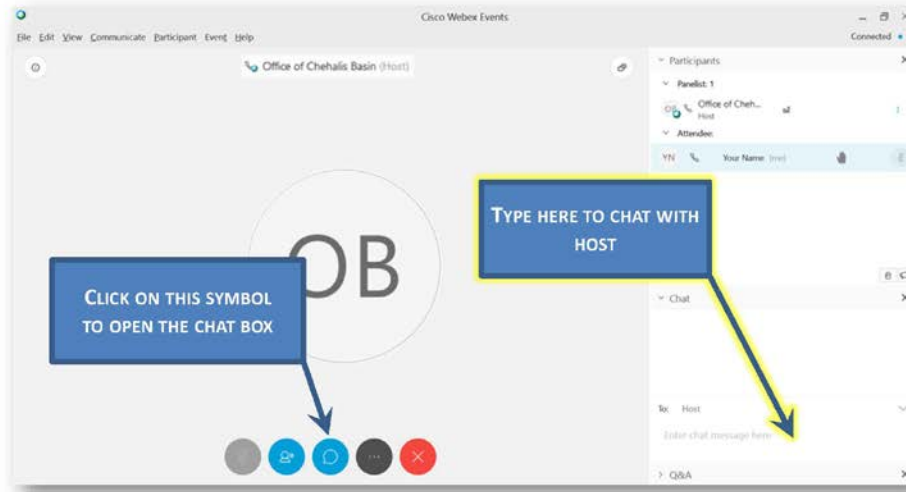 Cisco Webex Events
File Edit View Communicate Participant Event Help
Connected
Office of Chehalis Basin (Host)
Participants
Panelist: 1
OB
Office of Cheh...
Host
Attendee:
YN Your Name (me)
OB
TYPE HERE TO CHAT WITH
HOST
CLICK ON THIS SYMBOL
TO OPEN THE CHAT BOX
Chat
To: Host
Enter chat message here
Q&A